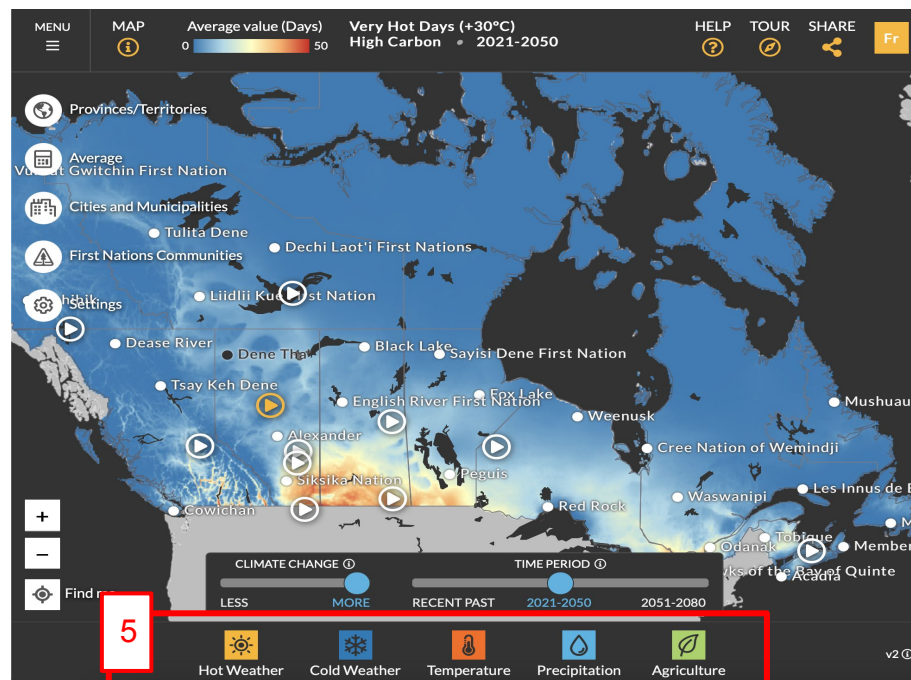 MENU
MAP
Average value (Days)
0
50
Very Hot Days (+30ºC)
High Carbon • 2021-2050
HELP
TOUR
SHARE
Fr
Provinces/Territories
Average
Gwitchin First Nation
Cities and Municipalities
Tulita Dene
First Nations Communities
Dechi Laot'i First Nations
Settings
Liidlii First Nation
Dease River
Dene Tha'
Black Lake
Sayisi Dene First Nation
Tsay Keh Dene
English River First Nation
Fox Lake
Mushuau
Weenusk
Alexander
Cree Nation of Wemindji
Siksika Nation
Peguis
Waswanipi
Les Innus de E
Cowichan
Red Rock
Tobique
Odanak
Member
Bay of Quinte
Acadia
+
−
Find me
CLIMATE CHANGE
TIME PERIOD
LESS
MORE
RECENT PAST
2021-2050
2051-2080
5
Hot Weather
Cold Weather
Temperature
Precipitation
Agriculture
v2